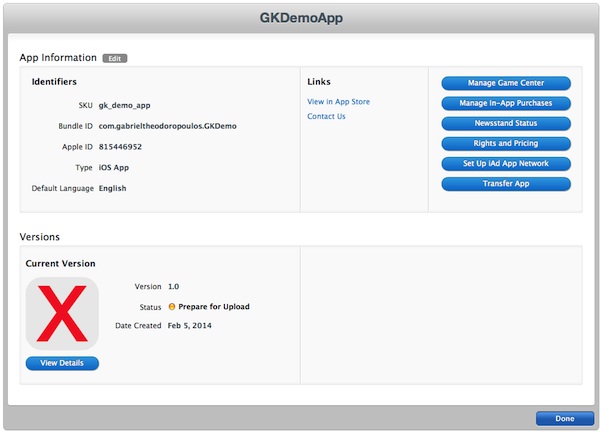 GKDemoApp
App Information Edit
Identifiers
SKU gk_demo_app
Bundle ID com.gabrieltheodoropoulos.GKDemo
Apple ID 815446952
Type iOS App
Default Language English
Links
View in App Store
Contact Us
Manage Game Center
Manage In-App Purchases
Newsstand Status
Rights and Pricing
Set Up iAd App Network
Transfer App
Versions
Current Version
X
Version 1.0
Status Prepare for Upload
Date Created Feb 5, 2014
View Details
Done